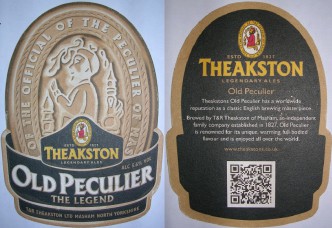 THE OFFICIAL OF THE PECULIER OF MAS
ESTD 1827
THEAKSTON
LEGENDARY ALES
ALC 5.6% VOL
OLD PECULIER
THE LEGEND
T&R THEAKSTON LTD MASHAM NORTH YORKSHIRE
ESTD 1827
THEAKSTON
LEGENDARY ALES
Old Peculier
Theakstons Old Peculier has a worldwide
reputation as a classic English brewing masterpiece.
Brewed by T&R Theakston of Masham, an independent
family company established in 1827, Old Peculier
is renowned for its unique, warming, full-bodied
flavour and is enjoyed all over the world.
www.theakston.co.uk